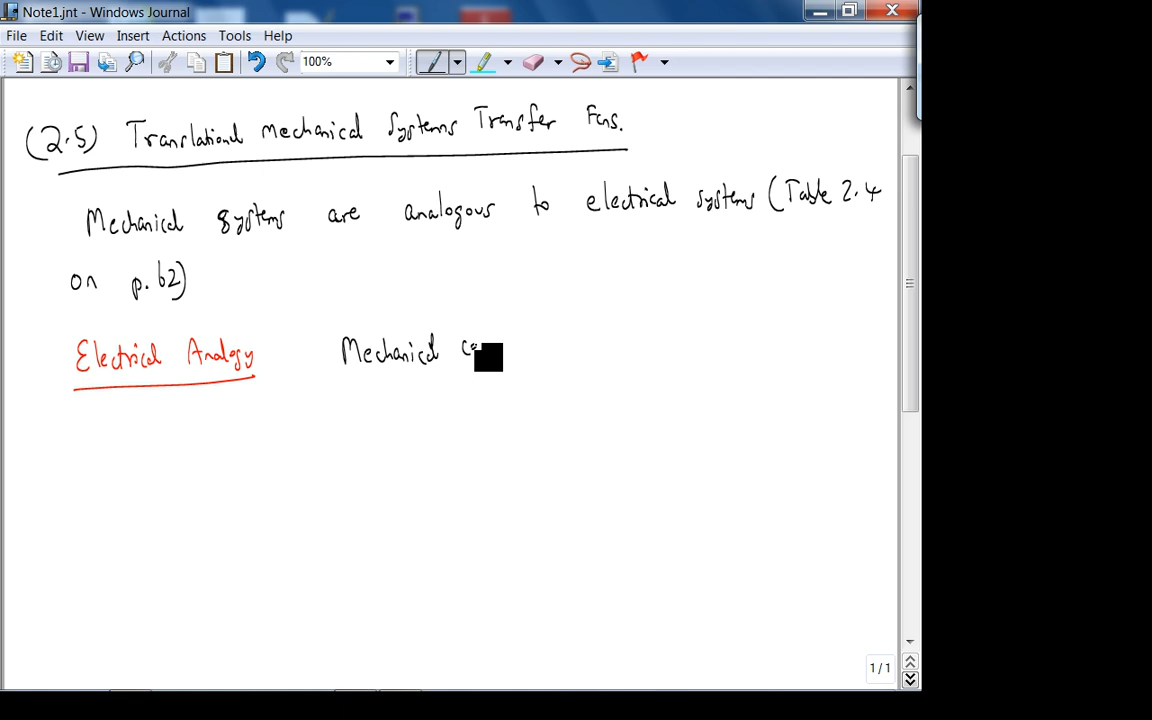 Note1.jnt - Windows Journal
File Edit View Insert Actions Tools Help
100%
(2.5) Translational Mechanical Systems Transfer Fcns.
Mechanical systems are analogous to electrical systems (Table 2.4
on p. 62)
Electrical Analogy Mechanical
1 / 1